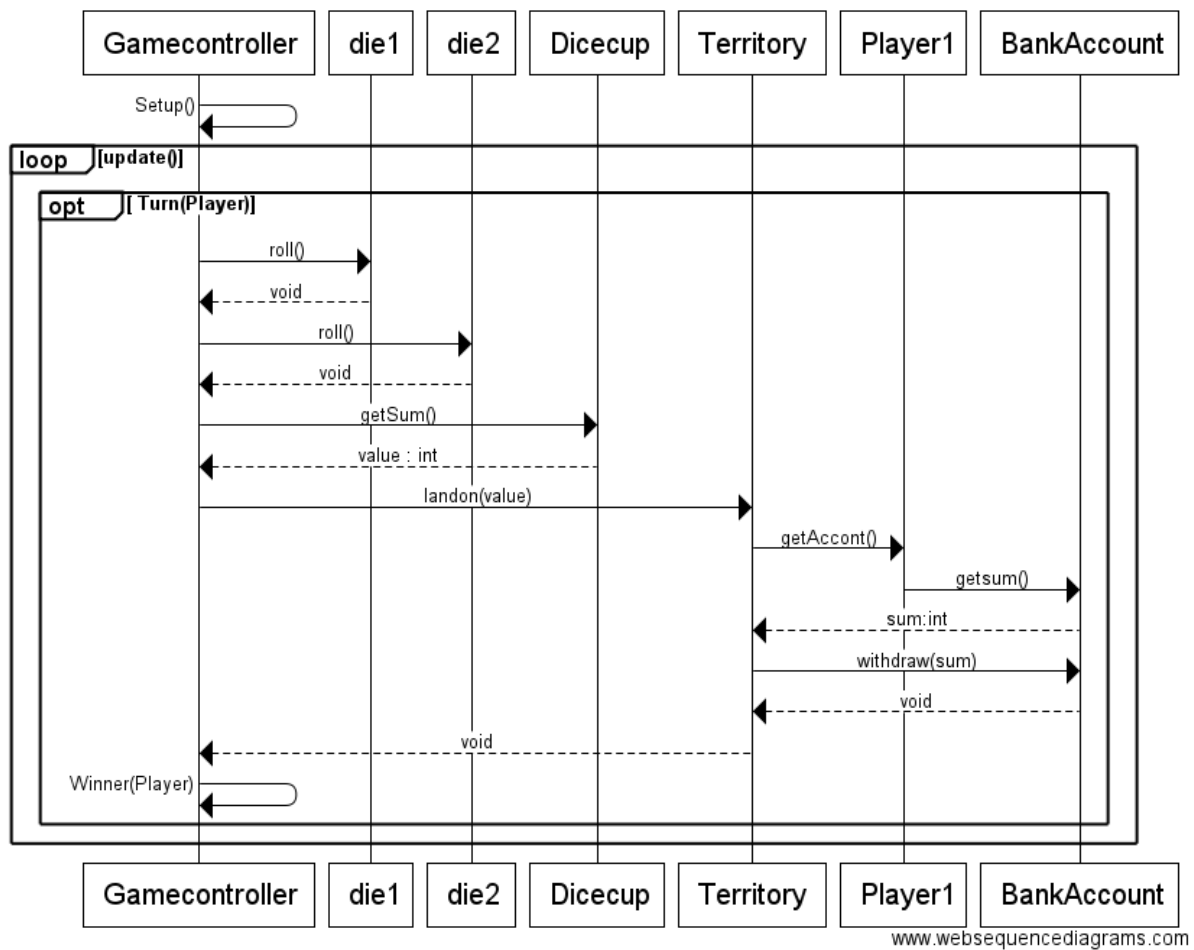 Gamecontroller die1 die2 Dicecup Territory Player1 BankAccount
Setup()
loop [update()]
opt [ Turn(Player)]
roll()
void
roll()
void
getSum()
value : int
landon(value)
getAccont()
getsum()
sum:int
withdraw(sum)
void
void
Winner(Player)
Gamecontroller die1 die2 Dicecup Territory Player1 BankAccount
www.websequencediagrams.com